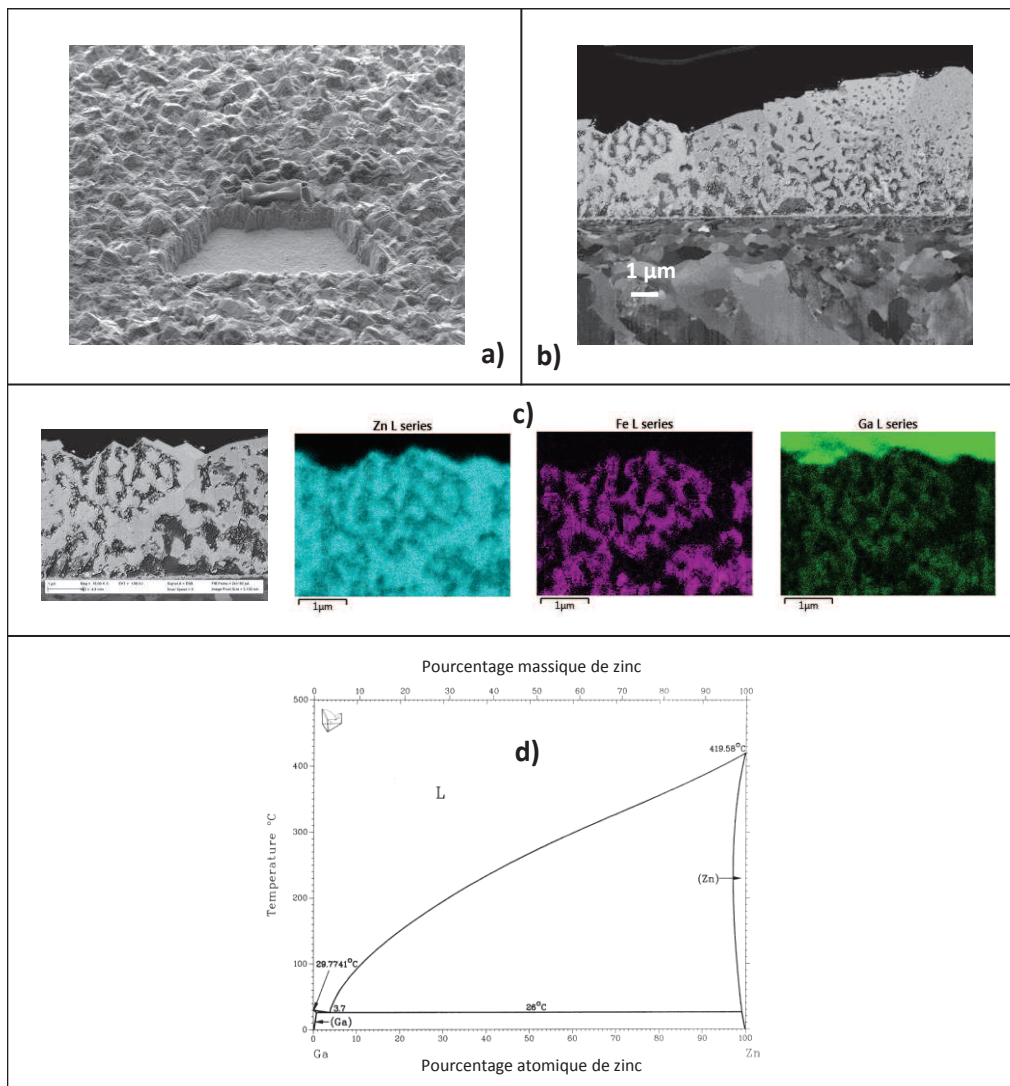 a)
b)
1 µm
c)
Zn L series
Fe L series
Ga L series
1µm
1µm
1µm
Pourcentage massique de zinc
0 10 20 30 40 50 60 70 80 90 100
500
400
300
200
100
0
Temperature °C
d)
419.58°C
L
(Zn)
29.7741°C
3.7
26°C
(Ga)
0 10 20 30 40 50 60 70 80 90 100
Ga
Zn
Pourcentage atomique de zinc